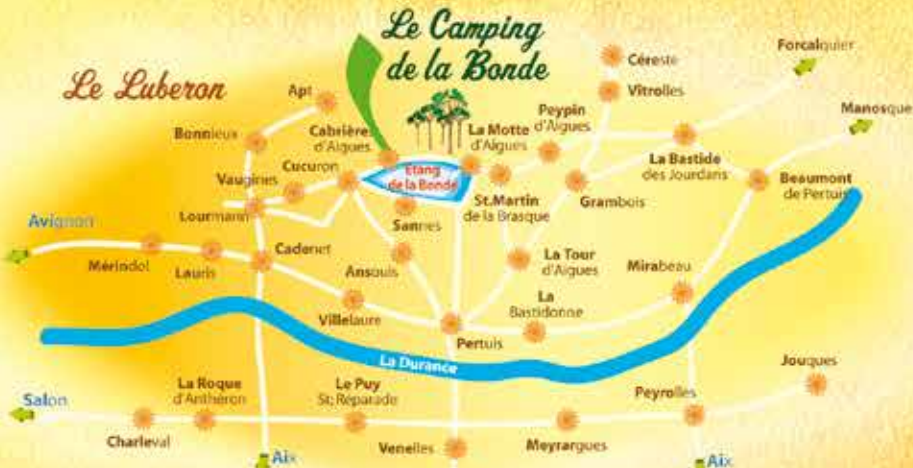 Le Camping
de la Bonde
Le Luberon
Céreste
Forcalquier
Apt
Vitrolles
Manosque
Bonnieux
Cabrière
d'Aigues
La Motte
d'Aigues
Peypin
d'Aigues
La Bastide
des Jourdans
Vaugines
Cucuron
Etang
de la Bonde
St.Martin
de la Brasque
Grambois
Beaumont
de Pertuis
Lourmann
Sannes
Avignon
Cadenet
Mérindol
Lauris
Ansouis
La Tour
d'Aigues
Mirabeau
Villelaure
La
Bastidonne
Pertuis
La Durance
Jouques
La Roque
d'Anthéron
Le Puy
St; Réparade
Peyrolles
Salon
Charleval
Venelles
Meyrargues
Aix
Aix